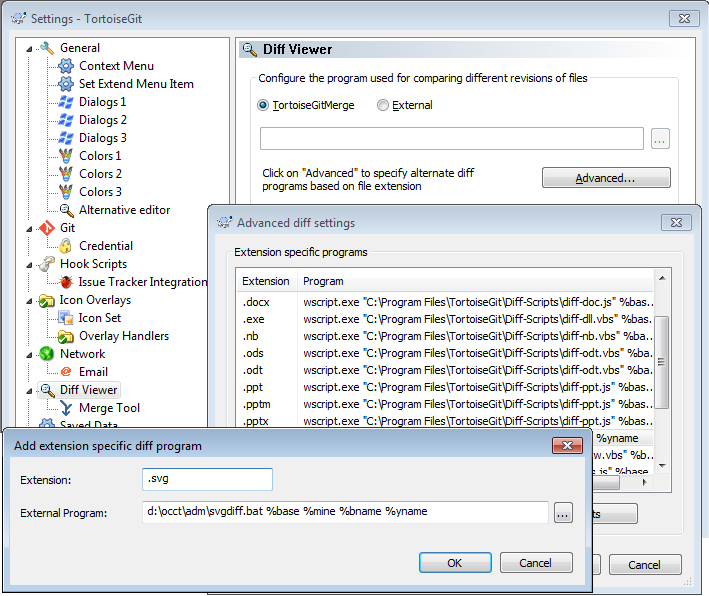 Settings - TortoiseGit
General
Context Menu
Set Extend Menu Item
Dialogs 1
Dialogs 2
Dialogs 3
Colors 1
Colors 2
Colors 3
Alternative editor
Git
Credential
Hook Scripts
Issue Tracker Integration
Icon Overlays
Icon Set
Overlay Handlers
Network
Email
Diff Viewer
Merge Tool
Saved Data
Diff Viewer
Configure the program used for comparing different revisions of files
TortoiseGitMerge External
...
Click on "Advanced" to specify alternate diff
programs based on file extension
Advanced...
Advanced diff settings
Extension specific programs
Extension Program
.docx wscript.exe "C:\Program Files\TortoiseGit\Diff-Scripts\diff-doc.js" %bas...
.exe wscript.exe "C:\Program Files\TortoiseGit\Diff-Scripts\diff-dll.vbs" %bas...
.nb wscript.exe "C:\Program Files\TortoiseGit\Diff-Scripts\diff-nb.vbs" %bas...
.ods wscript.exe "C:\Program Files\TortoiseGit\Diff-Scripts\diff-odt.vbs" %bas...
.odt wscript.exe "C:\Program Files\TortoiseGit\Diff-Scripts\diff-odt.vbs" %bas...
.ppt wscript.exe "C:\Program Files\TortoiseGit\Diff-Scripts\diff-ppt.js" %bas...
.pptm wscript.exe "C:\Program Files\TortoiseGit\Diff-Scripts\diff-ppt.js" %bas...
.pptx wscript.exe "C:\Program Files\TortoiseGit\Diff-Scripts\diff-ppt.js" %bas...
%yname
w.vbs" %b...
s.js" %base
ts
Cancel
Add extension specific diff program
Extension: .svg
External Program: d:\occt\adm\svgdiff.bat %base %mine %bname %yname ...
OK Cancel